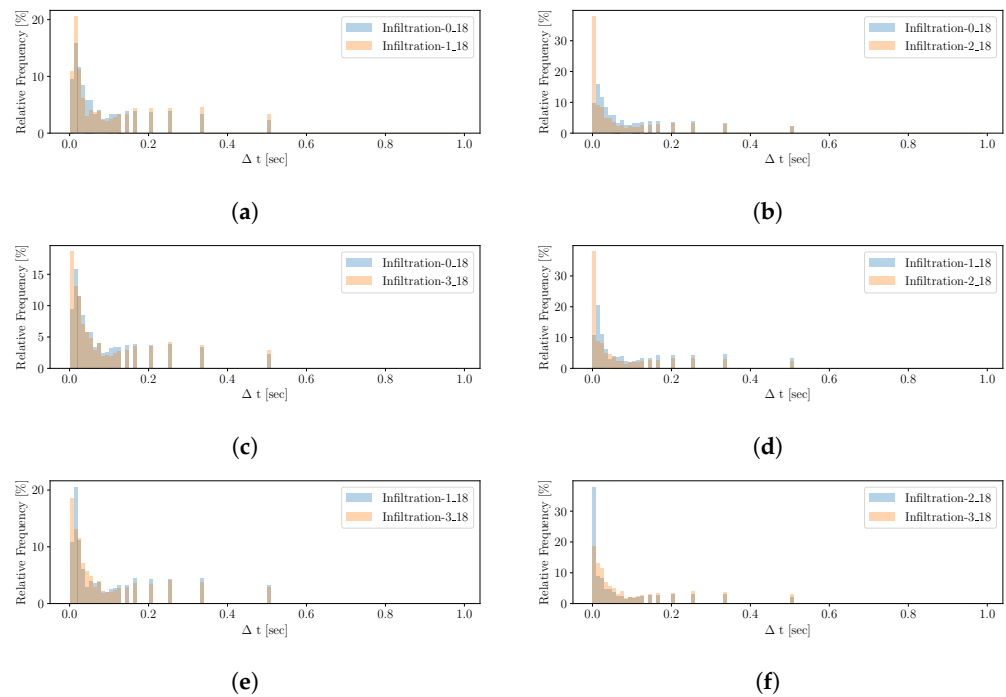 Relative Frequency [%]
20
10
0
0.0 0.2 0.4 0.6 0.8 1.0
Δ t [sec]
Infiltration-0_18
Infiltration-1_18
(a)
Relative Frequency [%]
30
20
10
0
0.0 0.2 0.4 0.6 0.8 1.0
Δ t [sec]
Infiltration-0_18
Infiltration-2_18
(b)
Relative Frequency [%]
15
10
5
0
0.0 0.2 0.4 0.6 0.8 1.0
Δ t [sec]
Infiltration-0_18
Infiltration-3_18
(c)
Relative Frequency [%]
30
20
10
0
0.0 0.2 0.4 0.6 0.8 1.0
Δ t [sec]
Infiltration-1_18
Infiltration-2_18
(d)
Relative Frequency [%]
20
10
0
0.0 0.2 0.4 0.6 0.8 1.0
Δ t [sec]
Infiltration-1_18
Infiltration-3_18
(e)
Relative Frequency [%]
30
20
10
0
0.0 0.2 0.4 0.6 0.8 1.0
Δ t [sec]
Infiltration-2_18
Infiltration-3_18
(f)